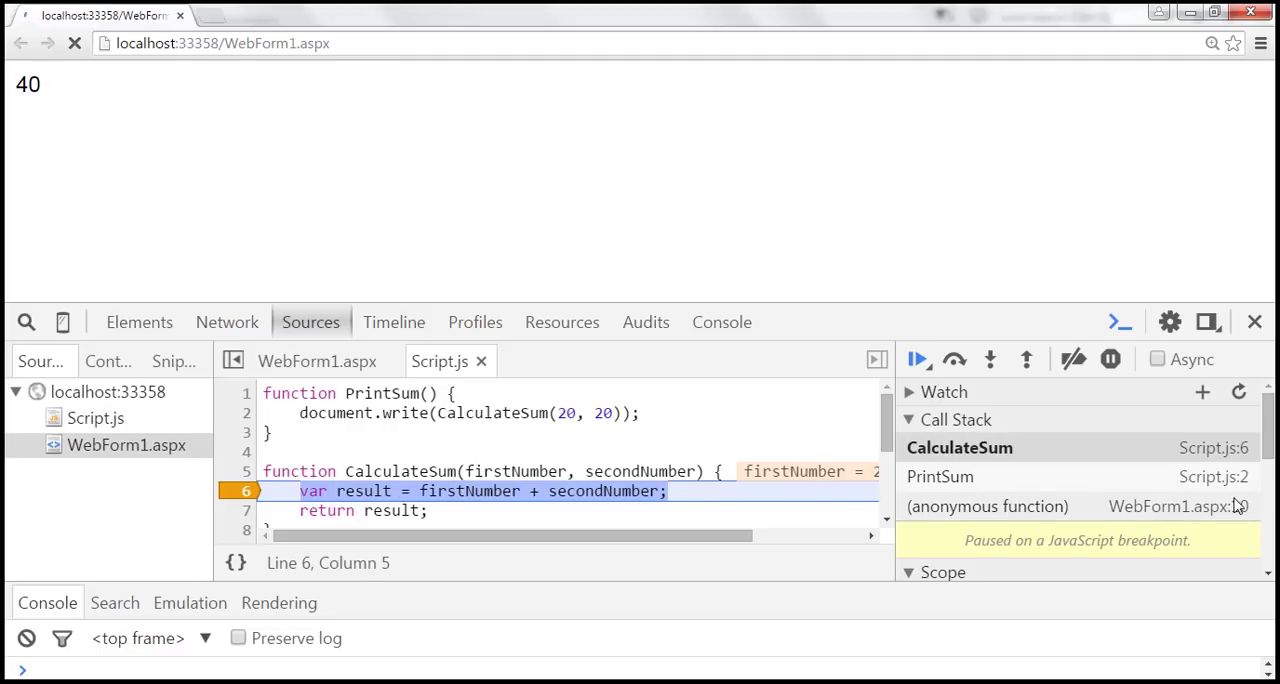 localhost:33358/WebForm
localhost:33358/WebForm1.aspx
40
Elements Network Sources Timeline Profiles Resources Audits Console
Sour... Cont... Snip... WebForm1.aspx Script.js
Async
localhost:33358
Script.js
WebForm1.aspx
1 function PrintSum() {
2 document.write(CalculateSum(20, 20));
3 }
4
5 function CalculateSum(firstNumber, secondNumber) { firstNumber = 2
6 var result = firstNumber + secondNumber;
7 return result;
8 }
{} Line 6, Column 5
Watch
Call Stack
CalculateSum Script.js:6
PrintSum Script.js:2
(anonymous function) WebForm1.aspx:
Paused on a JavaScript breakpoint.
Scope
Console Search Emulation Rendering
<top frame> Preserve log
>